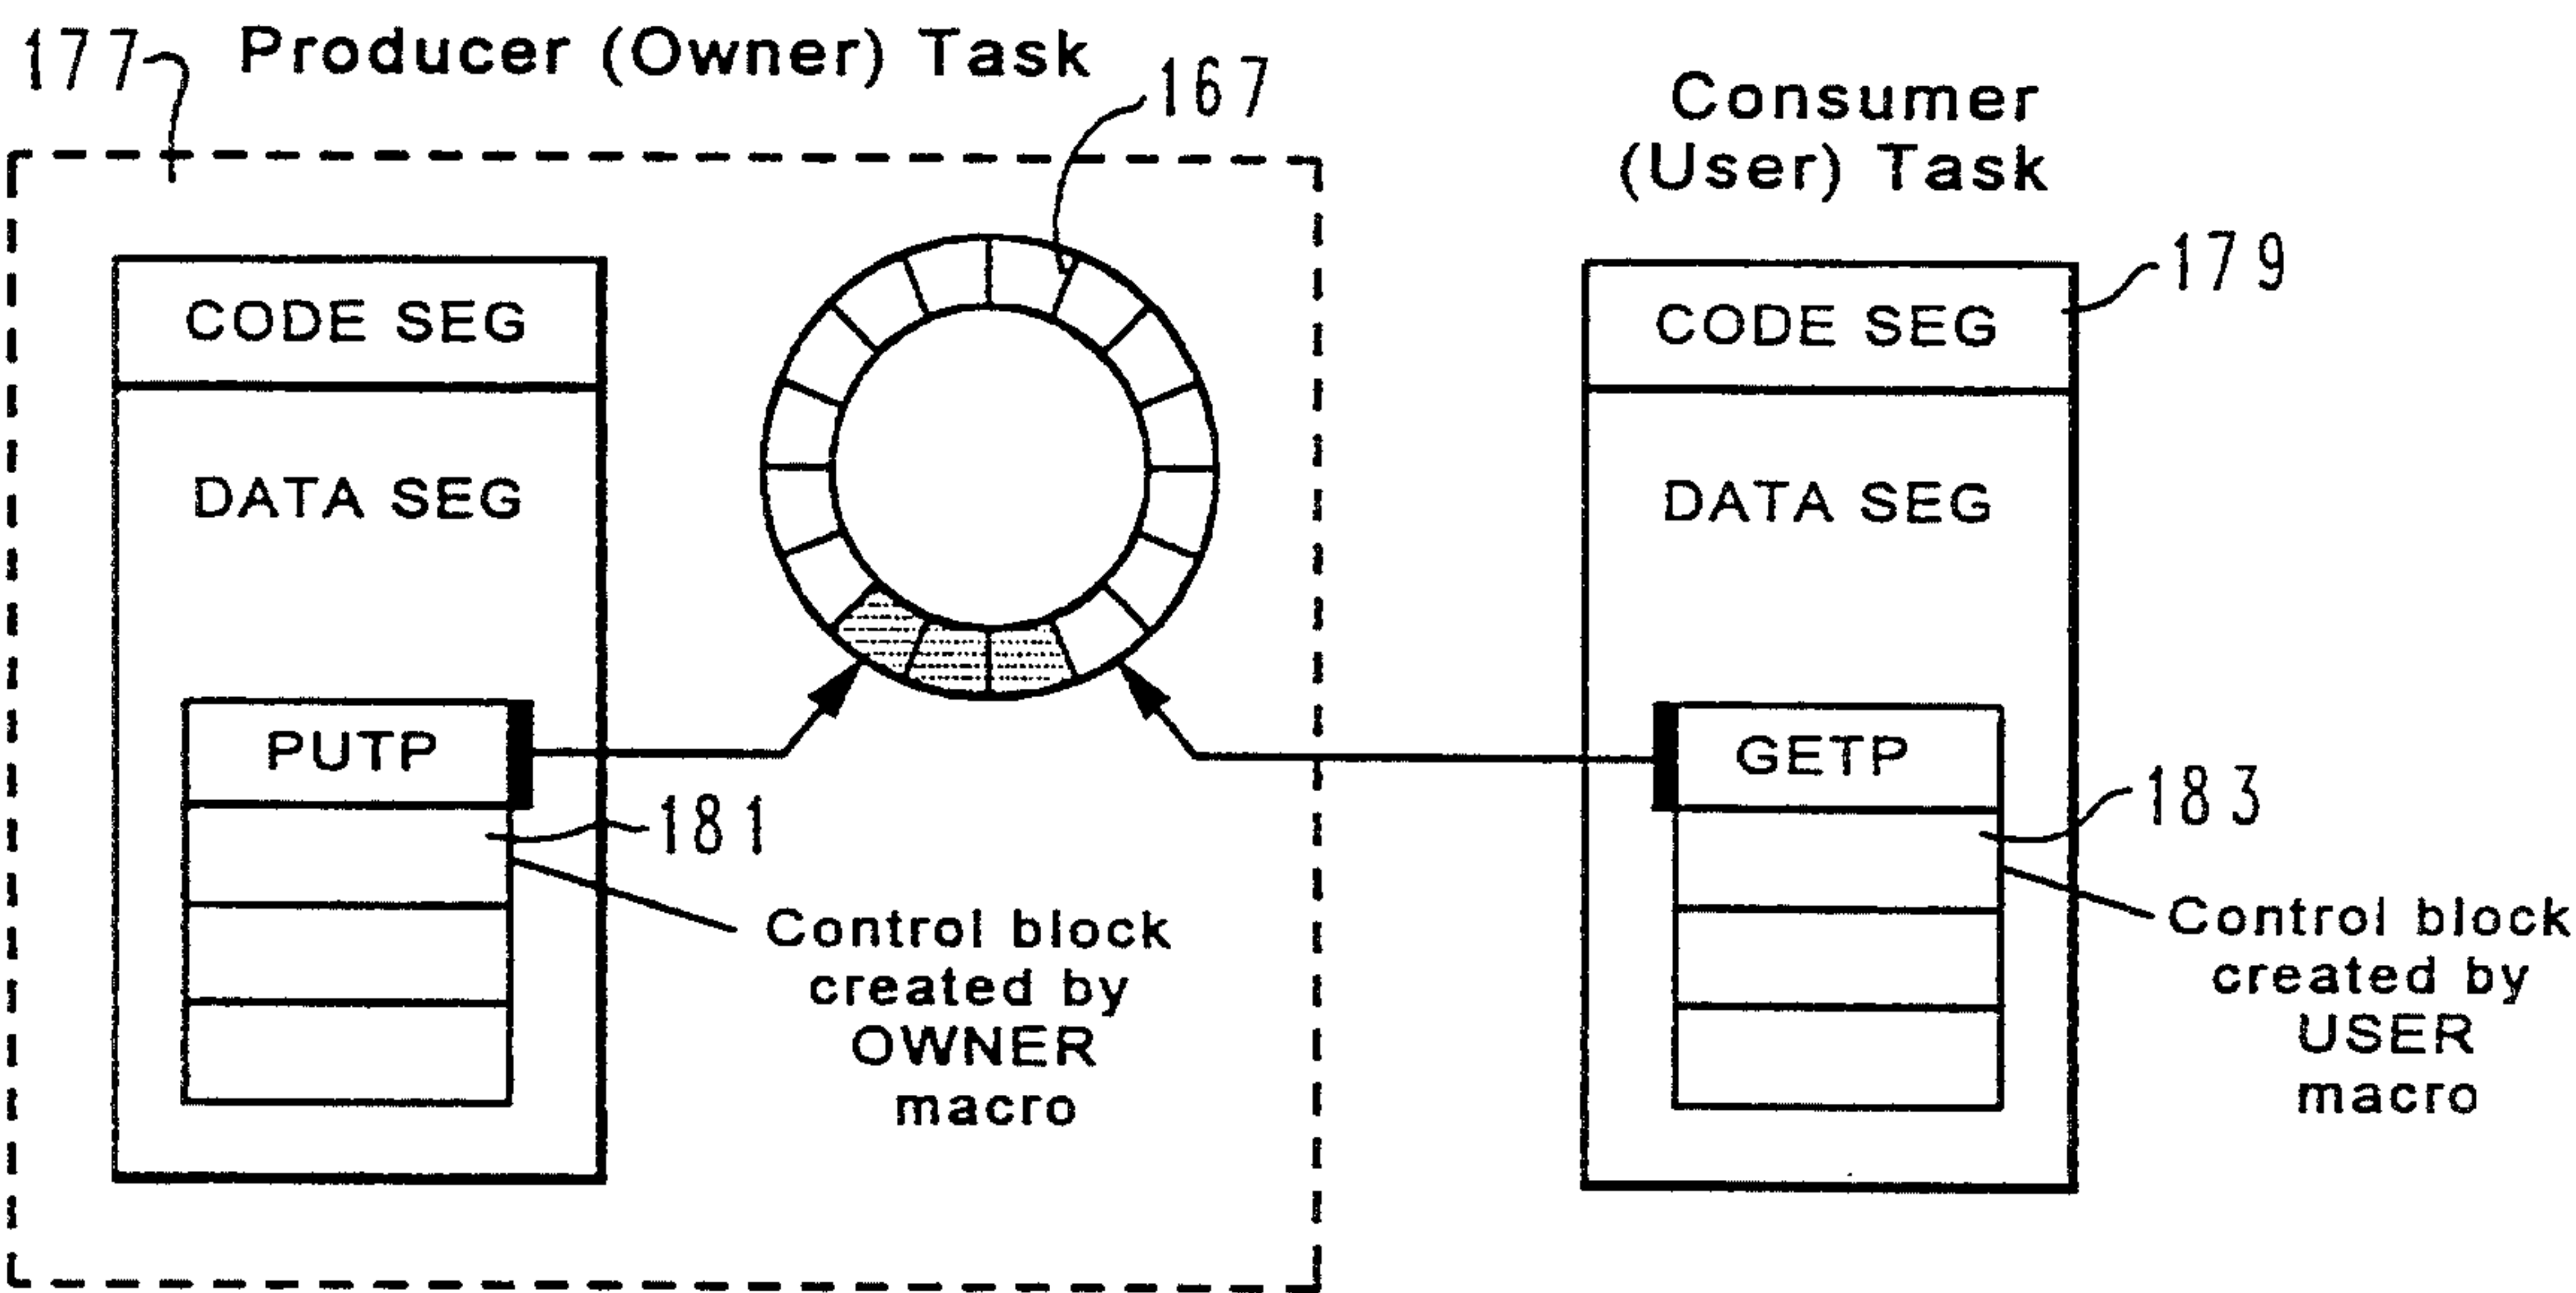 177
Producer (Owner) Task
167
Consumer
(User) Task
179
CODE SEG
DATA SEG
PUTP
181
Control block
created by
OWNER
macro
CODE SEG
DATA SEG
GETP
183
Control block
created by
USER
macro